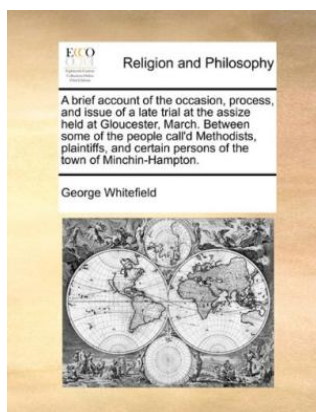 ECCO
Religion and Philosophy
A brief account of the occasion, process,
and issue of a late trial at the assize
held at Gloucester, March. Between
some of the people call'd Methodists,
plaintiffs, and certain persons of the
town of Minchin-Hampton.
George Whitefield